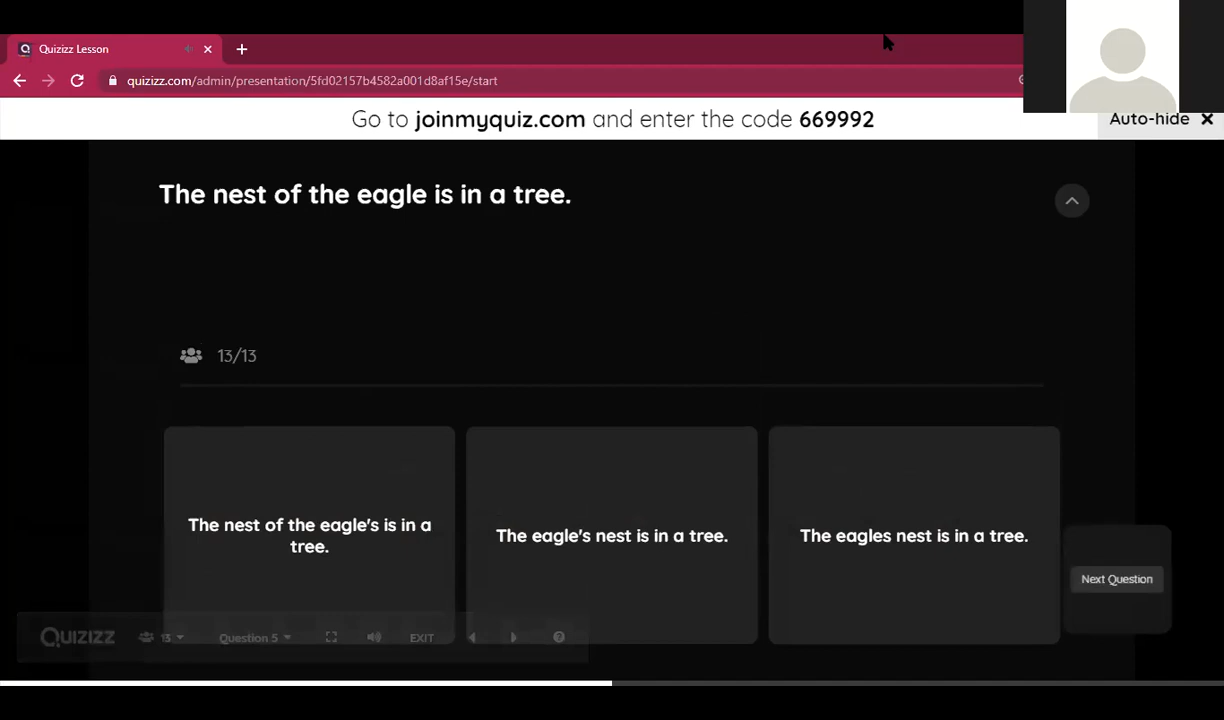 Quizizz Lesson
quizizz.com/admin/presentation/5fd02157b4582a001d8af15e/start
Go to joinmyquiz.com and enter the code 669992
Auto-hide
The nest of the eagle is in a tree.
13/13
The nest of the eagle's is in a
tree.
The eagle's nest is in a tree.
The eagles nest is in a tree.
Next Question
Quizizz
13
Question 5
EXIT